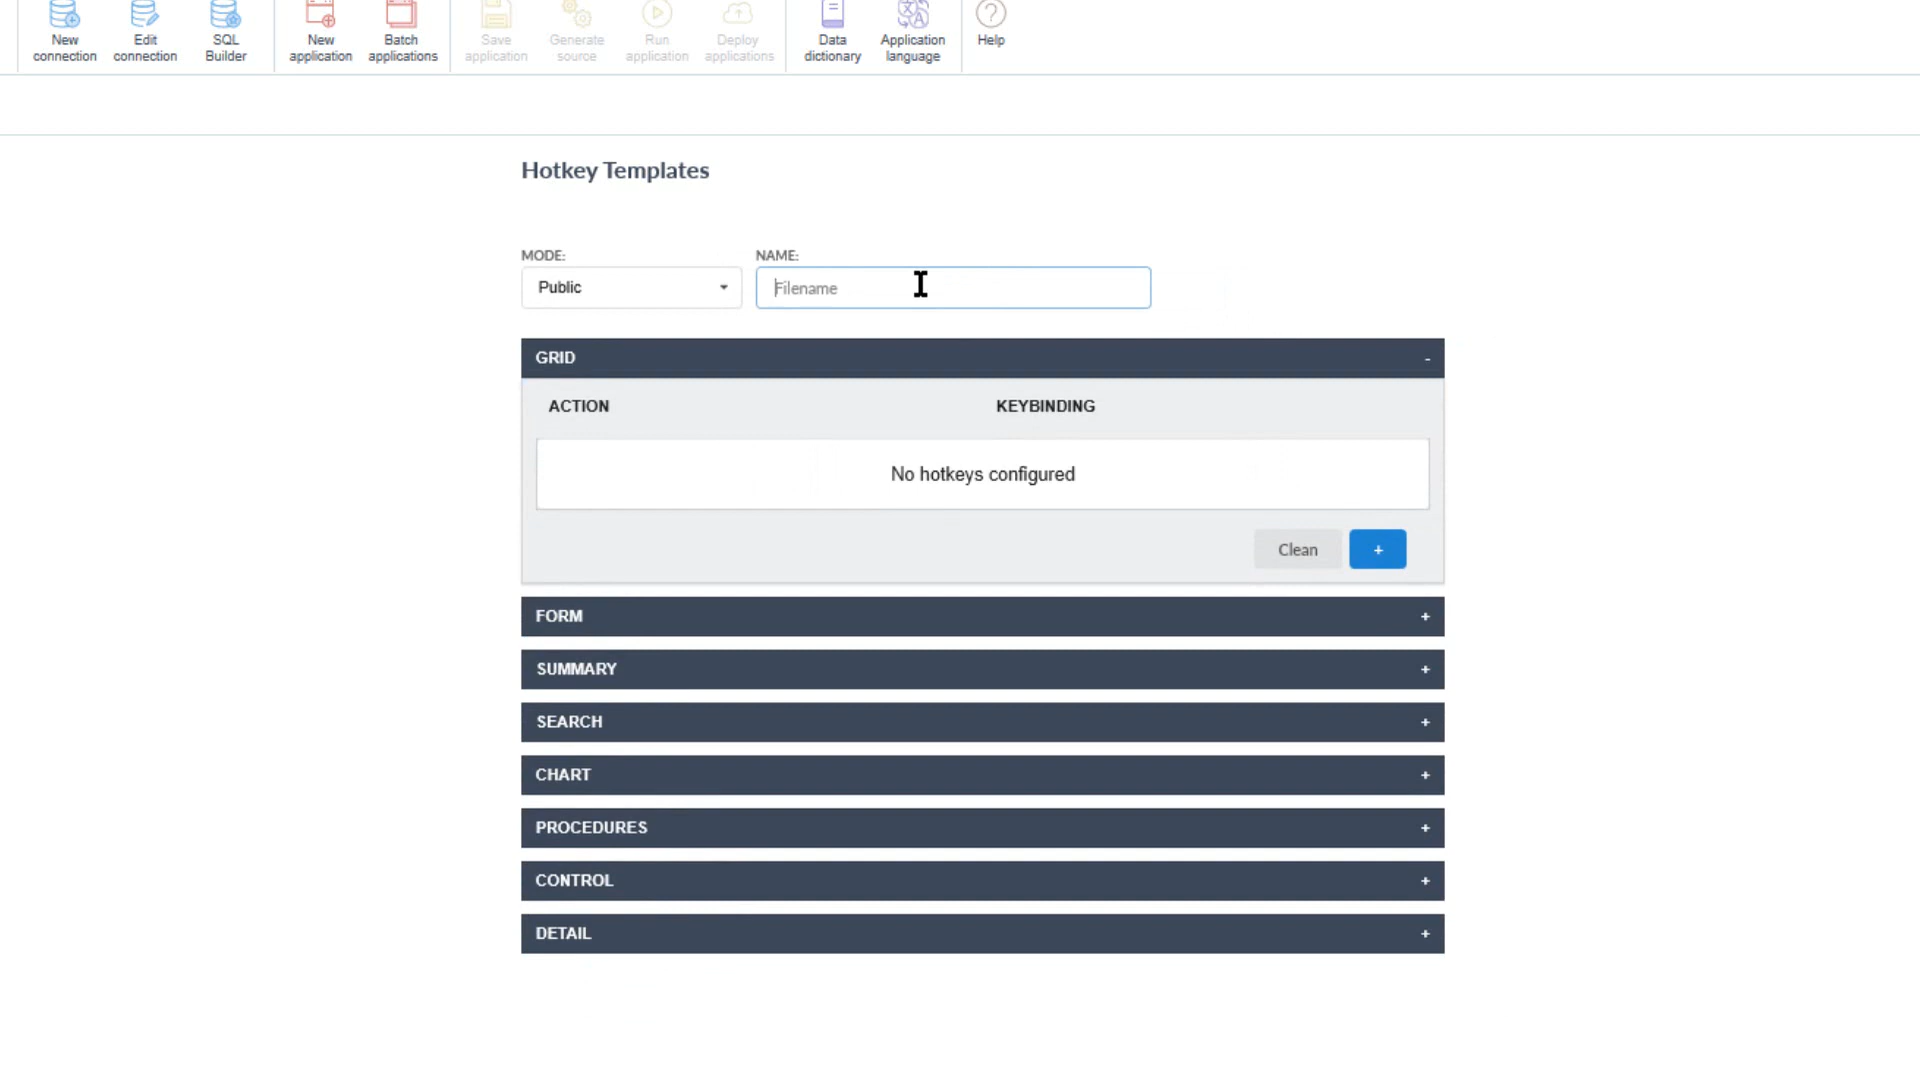 New connection
Edit connection
SQL Builder
New application
Batch applications
Save application
Generate source
Run application
Deploy applications
Data dictionary
Application language
Help
Hotkey Templates
MODE:
NAME:
Public
Filename
GRID -
ACTION
KEYBINDING
No hotkeys configured
Clean
+
FORM +
SUMMARY +
SEARCH +
CHART +
PROCEDURES +
CONTROL +
DETAIL +